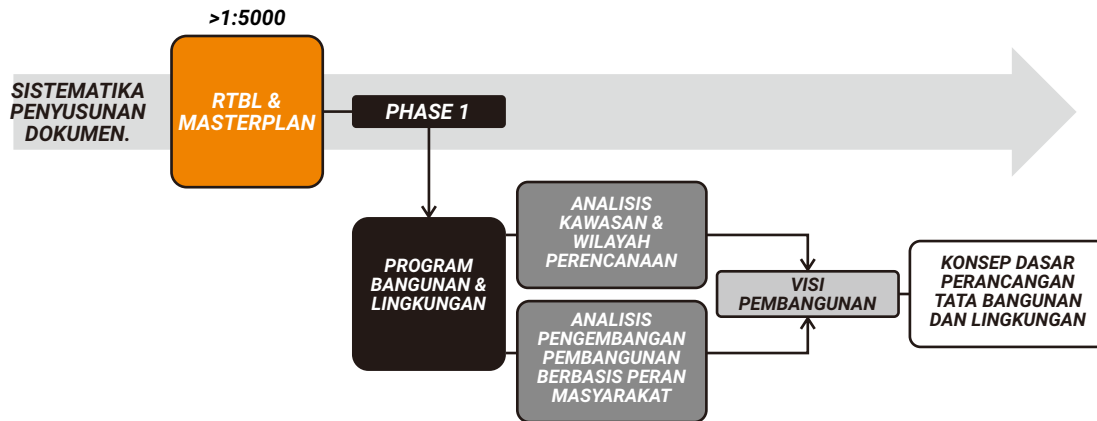 >1:5000
SISTEMATIKA
PENYUSUNAN
DOKUMEN.
RTBL &
MASTERPLAN
PHASE 1
PROGRAM
BANGUNAN &
LINGKUNGAN
ANALISIS
KAWASAN &
WILAYAH
PERENCANAAN
ANALISIS
PENGEMBANGAN
PEMBANGUNAN
BERBASIS PERAN
MASYARAKAT
VISI
PEMBANGUNAN
KONSEP DASAR
PERANCANGAN
TATA BANGUNAN
DAN LINGKUNGAN